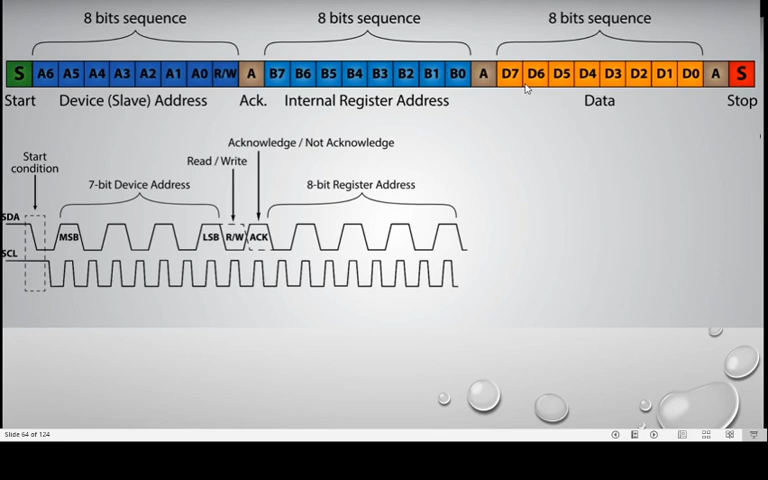 8 bits sequence 8 bits sequence 8 bits sequence
S A6 A5 A4 A3 A2 A1 A0 R/W A B7 B6 B5 B4 B3 B2 B1 B0 A D7 D6 D5 D4 D3 D2 D1 D0 A S
Start Device (Slave) Address Ack. Internal Register Address Data Stop
Acknowledge / Not Acknowledge
Start
condition
Read / Write
7-bit Device Address 8-bit Register Address
SDA
MSB LSB R/W ACK
SCL
Slide 64 of 124